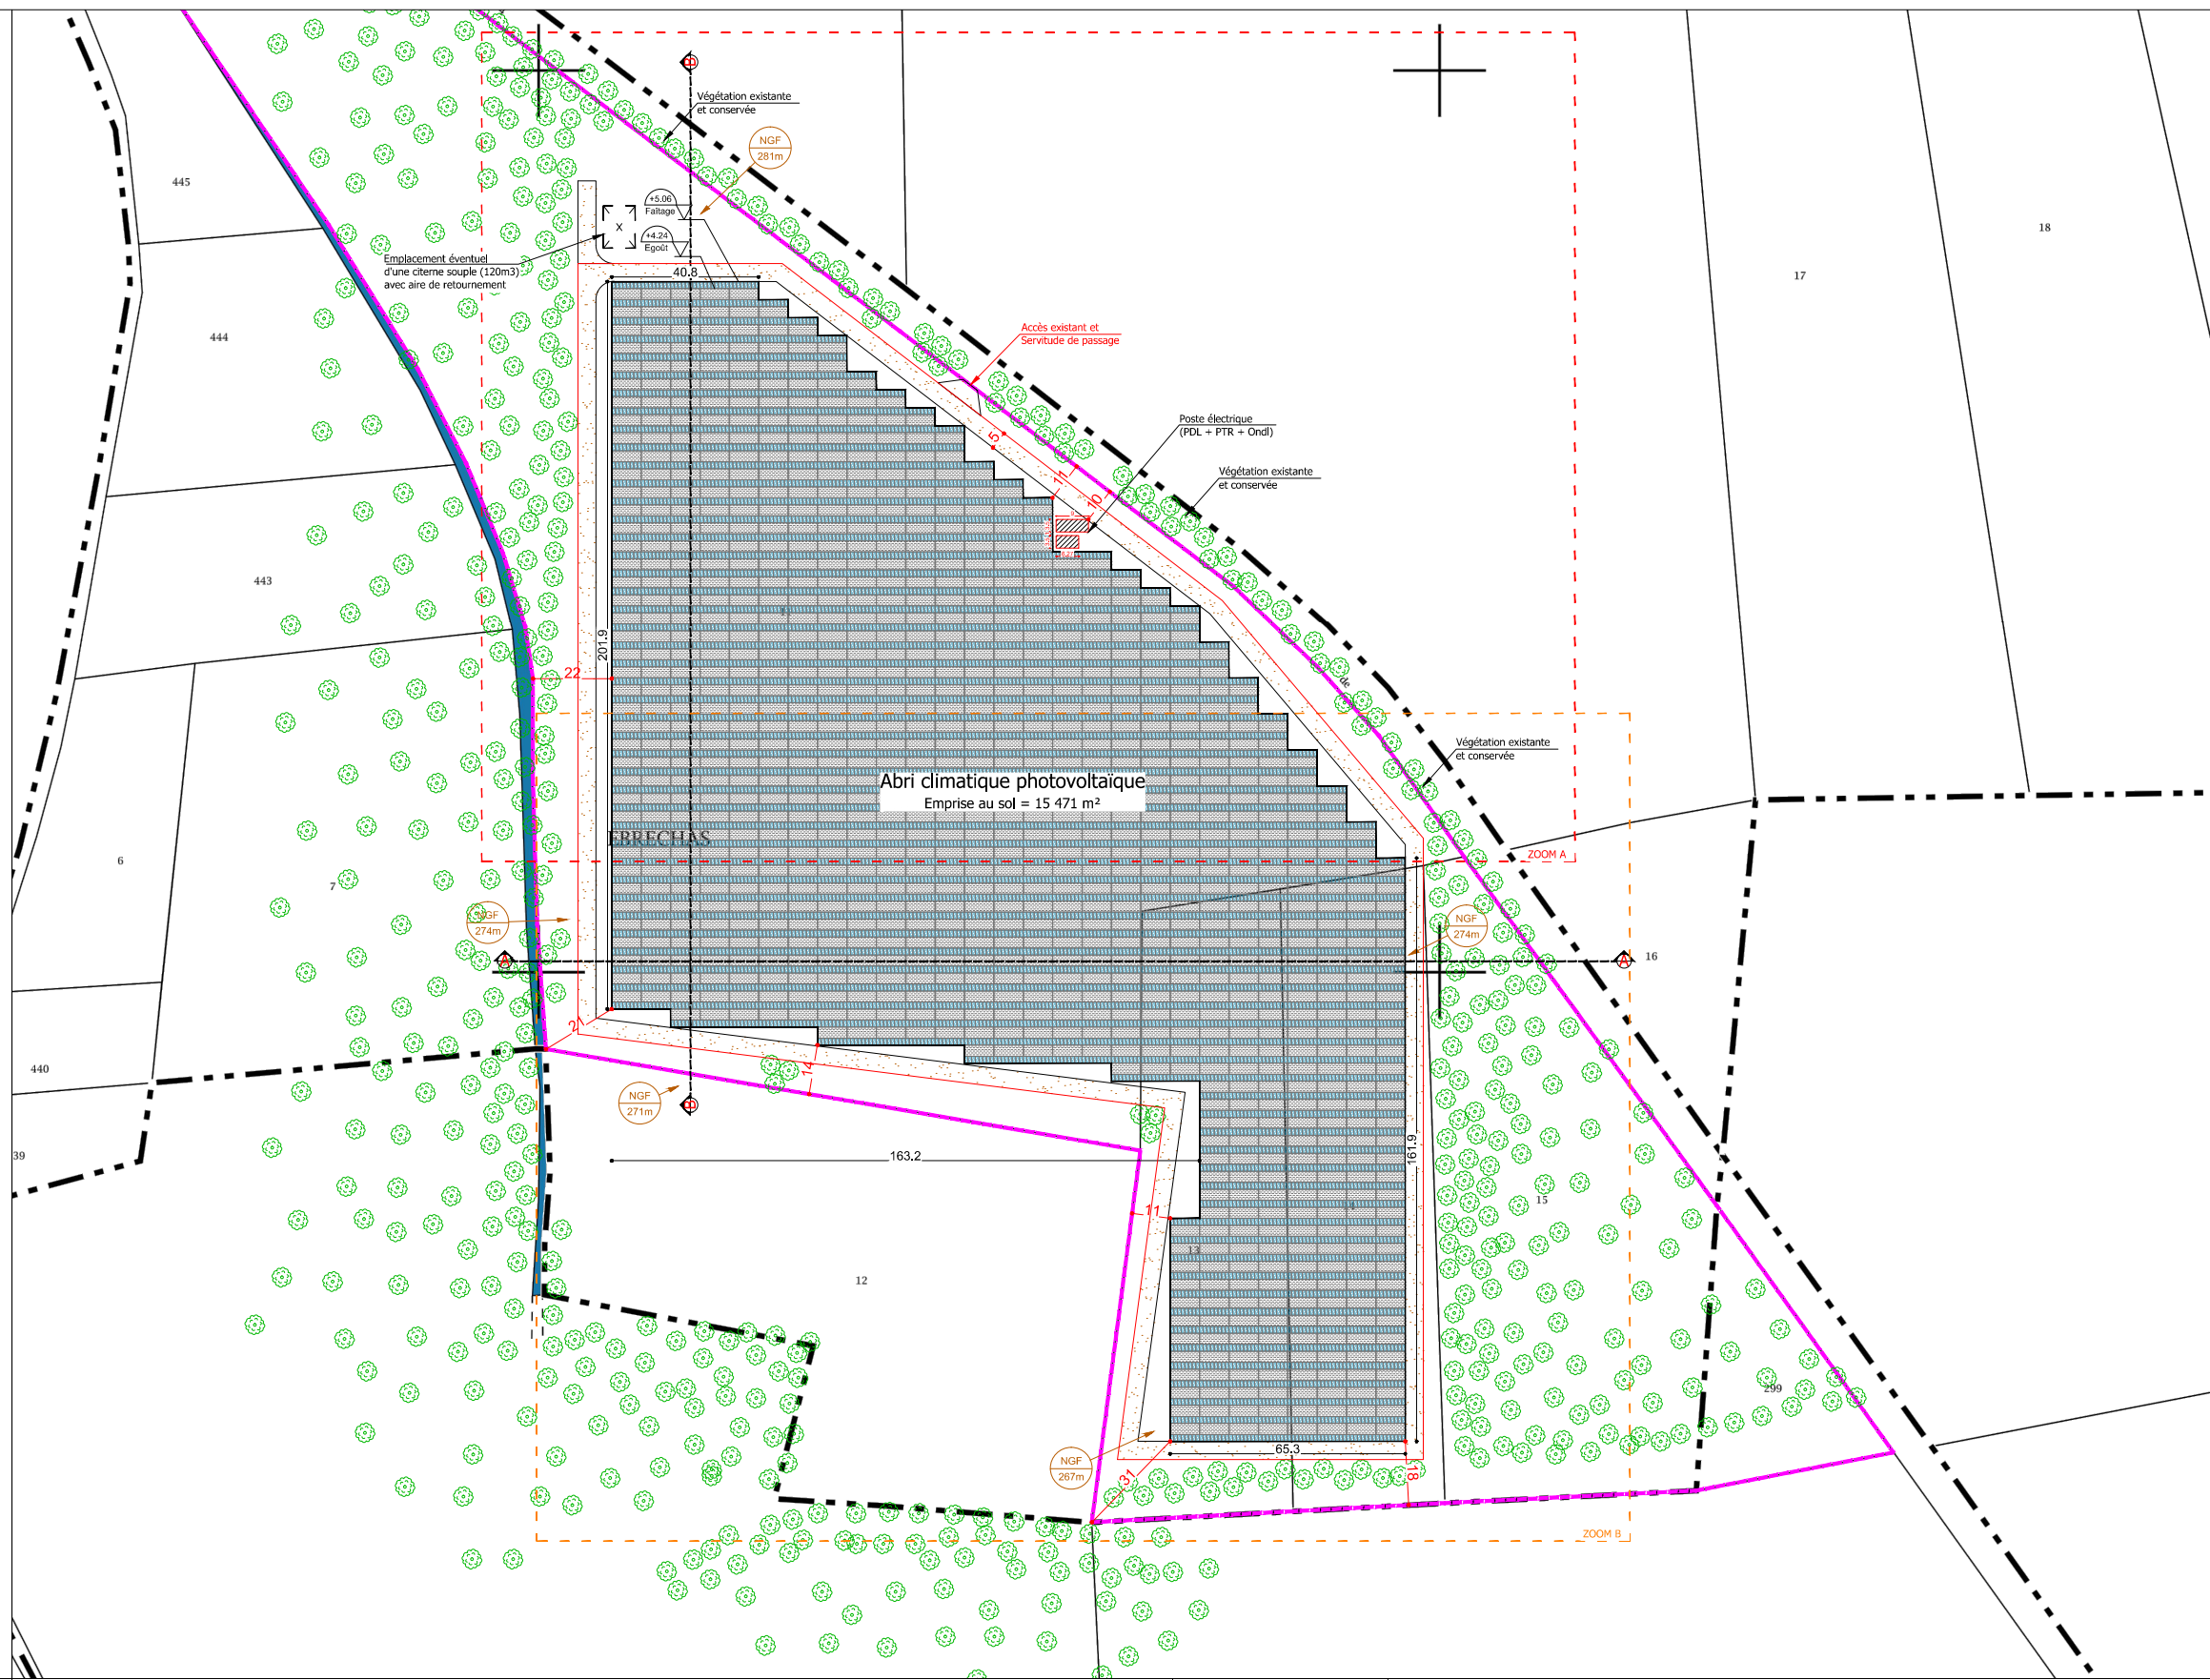 B
Végétation existante
et conservée
NGF
281m
445
18
17
+5.06
Faîtage
+4.24
Egoût
x
Emplacement éventuel
d'une citerne souple (120m3)
avec aire de retournement
40.8
444
Accès existant et
Servitude de passage
5
11
10
Poste électrique
(PDL + PTR + Ondl)
Végétation existante
et conservée
443
201.9
22
de
Végétation existante
et conservée
Abri climatique photovoltaïque
Emprise au sol = 15 471 m²
EBRECHAS
ZOOM A
6
7
NGF
274m
NGF
274m
A
A
16
21
440
14
NGF
271m
B
39
163.2
161.9
11
15
13
12
299
65.3
NGF
267m
31
18
ZOOM B